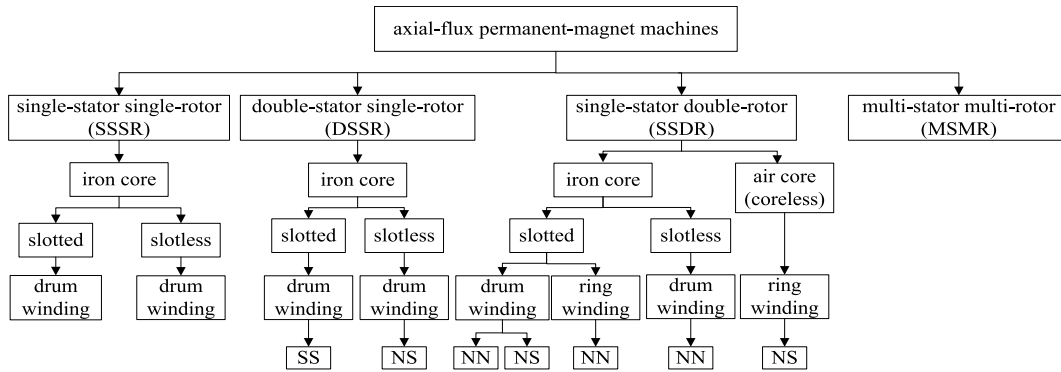 axial-flux permanent-magnet machines
single-stator single-rotor
(SSSR)
double-stator single-rotor
(DSSR)
single-stator double-rotor
(SSDR)
multi-stator multi-rotor
(MSMR)
iron core
iron core
iron core
air core
(coreless)
slotted
slotless
slotted
slotless
slotted
slotless
drum
winding
drum
winding
drum
winding
drum
winding
drum
winding
ring
winding
drum
winding
ring
winding
SS
NS
NN
NS
NN
NN
NS